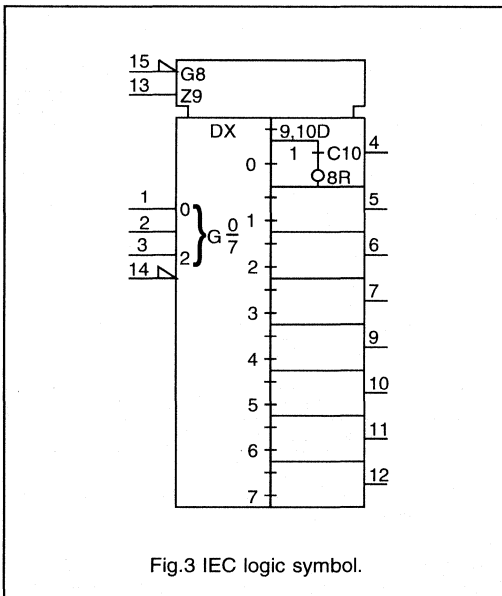 15 G8
13 Z9
DX 9,10D
1 C10 4
0 8R
1 0 5
2 G 0/7 1
3 2 6
14 2
3 7
4 9
5 10
6 11
7 12
Fig.3 IEC logic symbol.